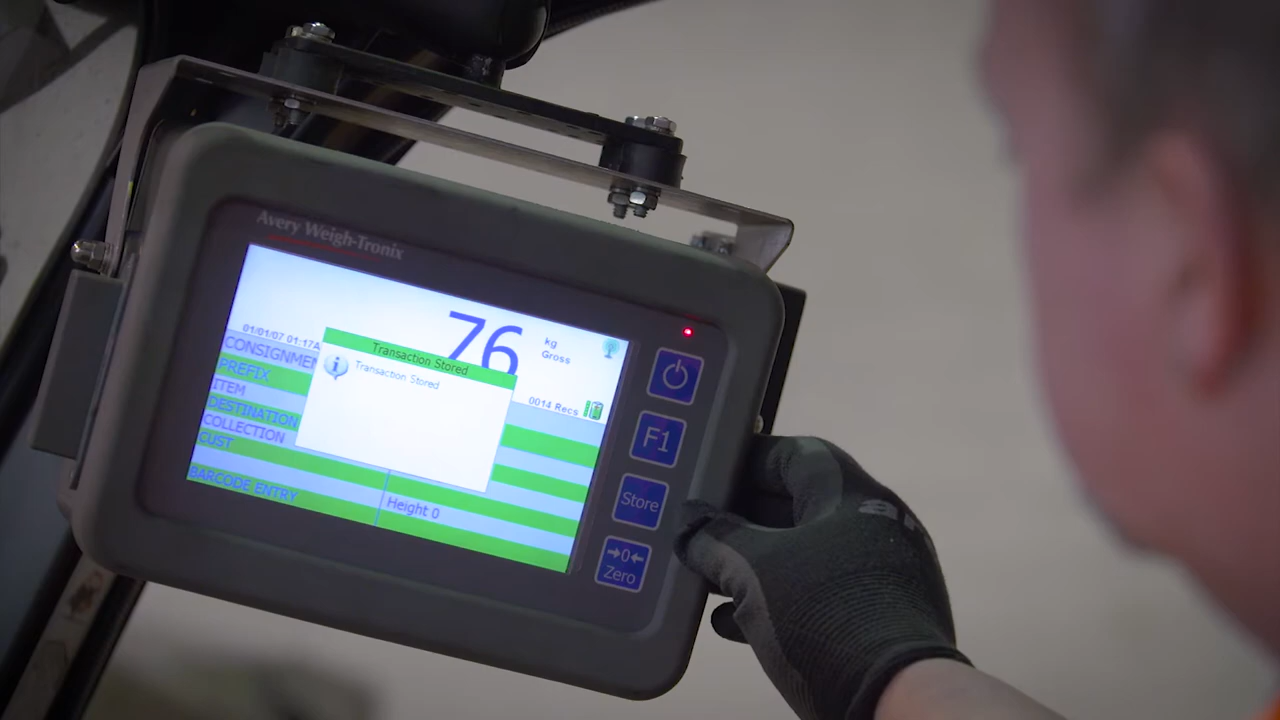 Avery Weigh-Tronix
76
kg
Gross
01/01/07 01:17A
0014 Recs
Transaction Stored
Transaction Stored
CONSIGNME
PREFIX
ITEM
DESTINATION
COLLECTION
CUST
BARCODE ENTRY
Height 0
F1
Store
→0←
Zero